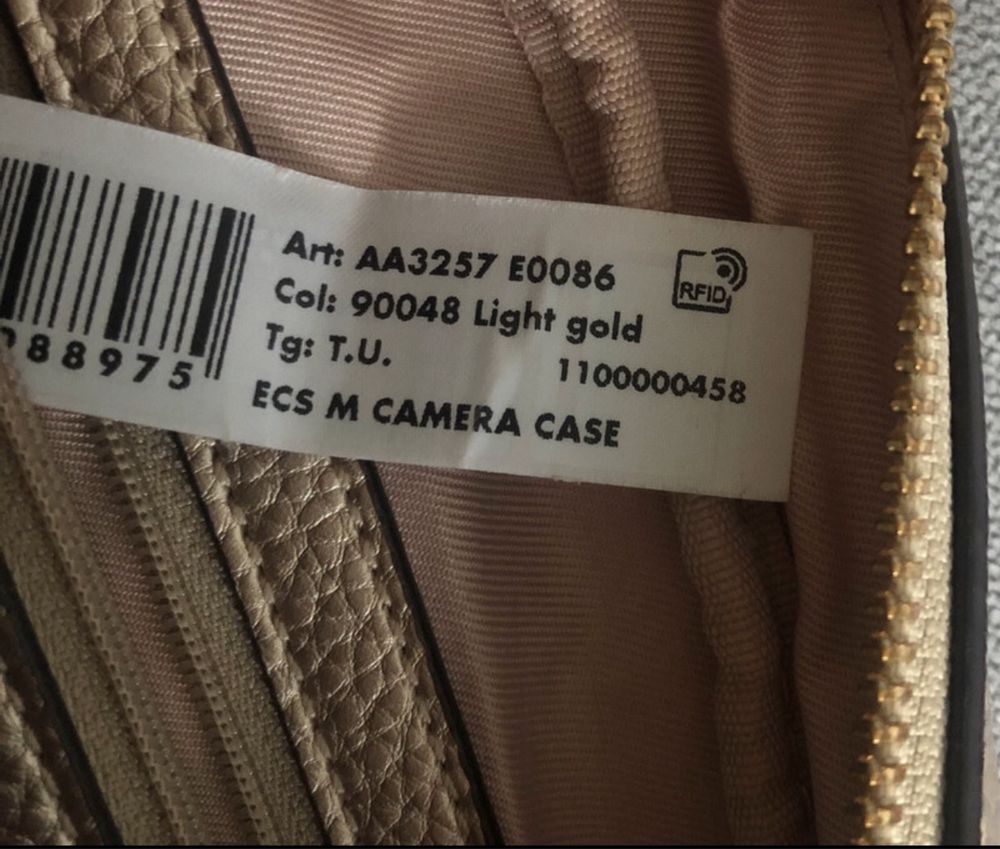 Art: AA3257 E0086
RFID
Col: 90048 Light gold
Tg: T.U.
1100000458
88975
ECS M CAMERA CASE